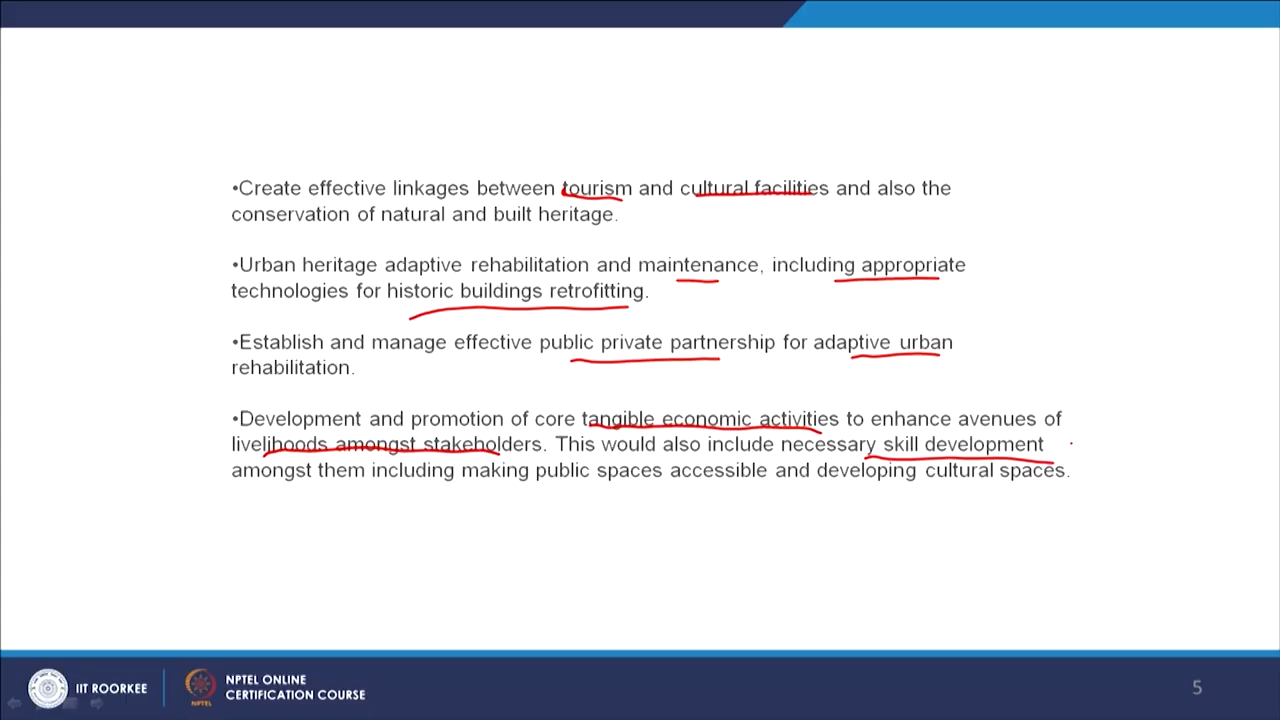 •Create effective linkages between tourism and cultural facilities and also the
conservation of natural and built heritage.
•Urban heritage adaptive rehabilitation and maintenance, including appropriate
technologies for historic buildings retrofitting.
•Establish and manage effective public private partnership for adaptive urban
rehabilitation.
•Development and promotion of core tangible economic activities to enhance avenues of
livelihoods amongst stakeholders. This would also include necessary skill development
amongst them including making public spaces accessible and developing cultural spaces.
IIT ROORKEE
NPTEL
NPTEL ONLINE
CERTIFICATION COURSE
5